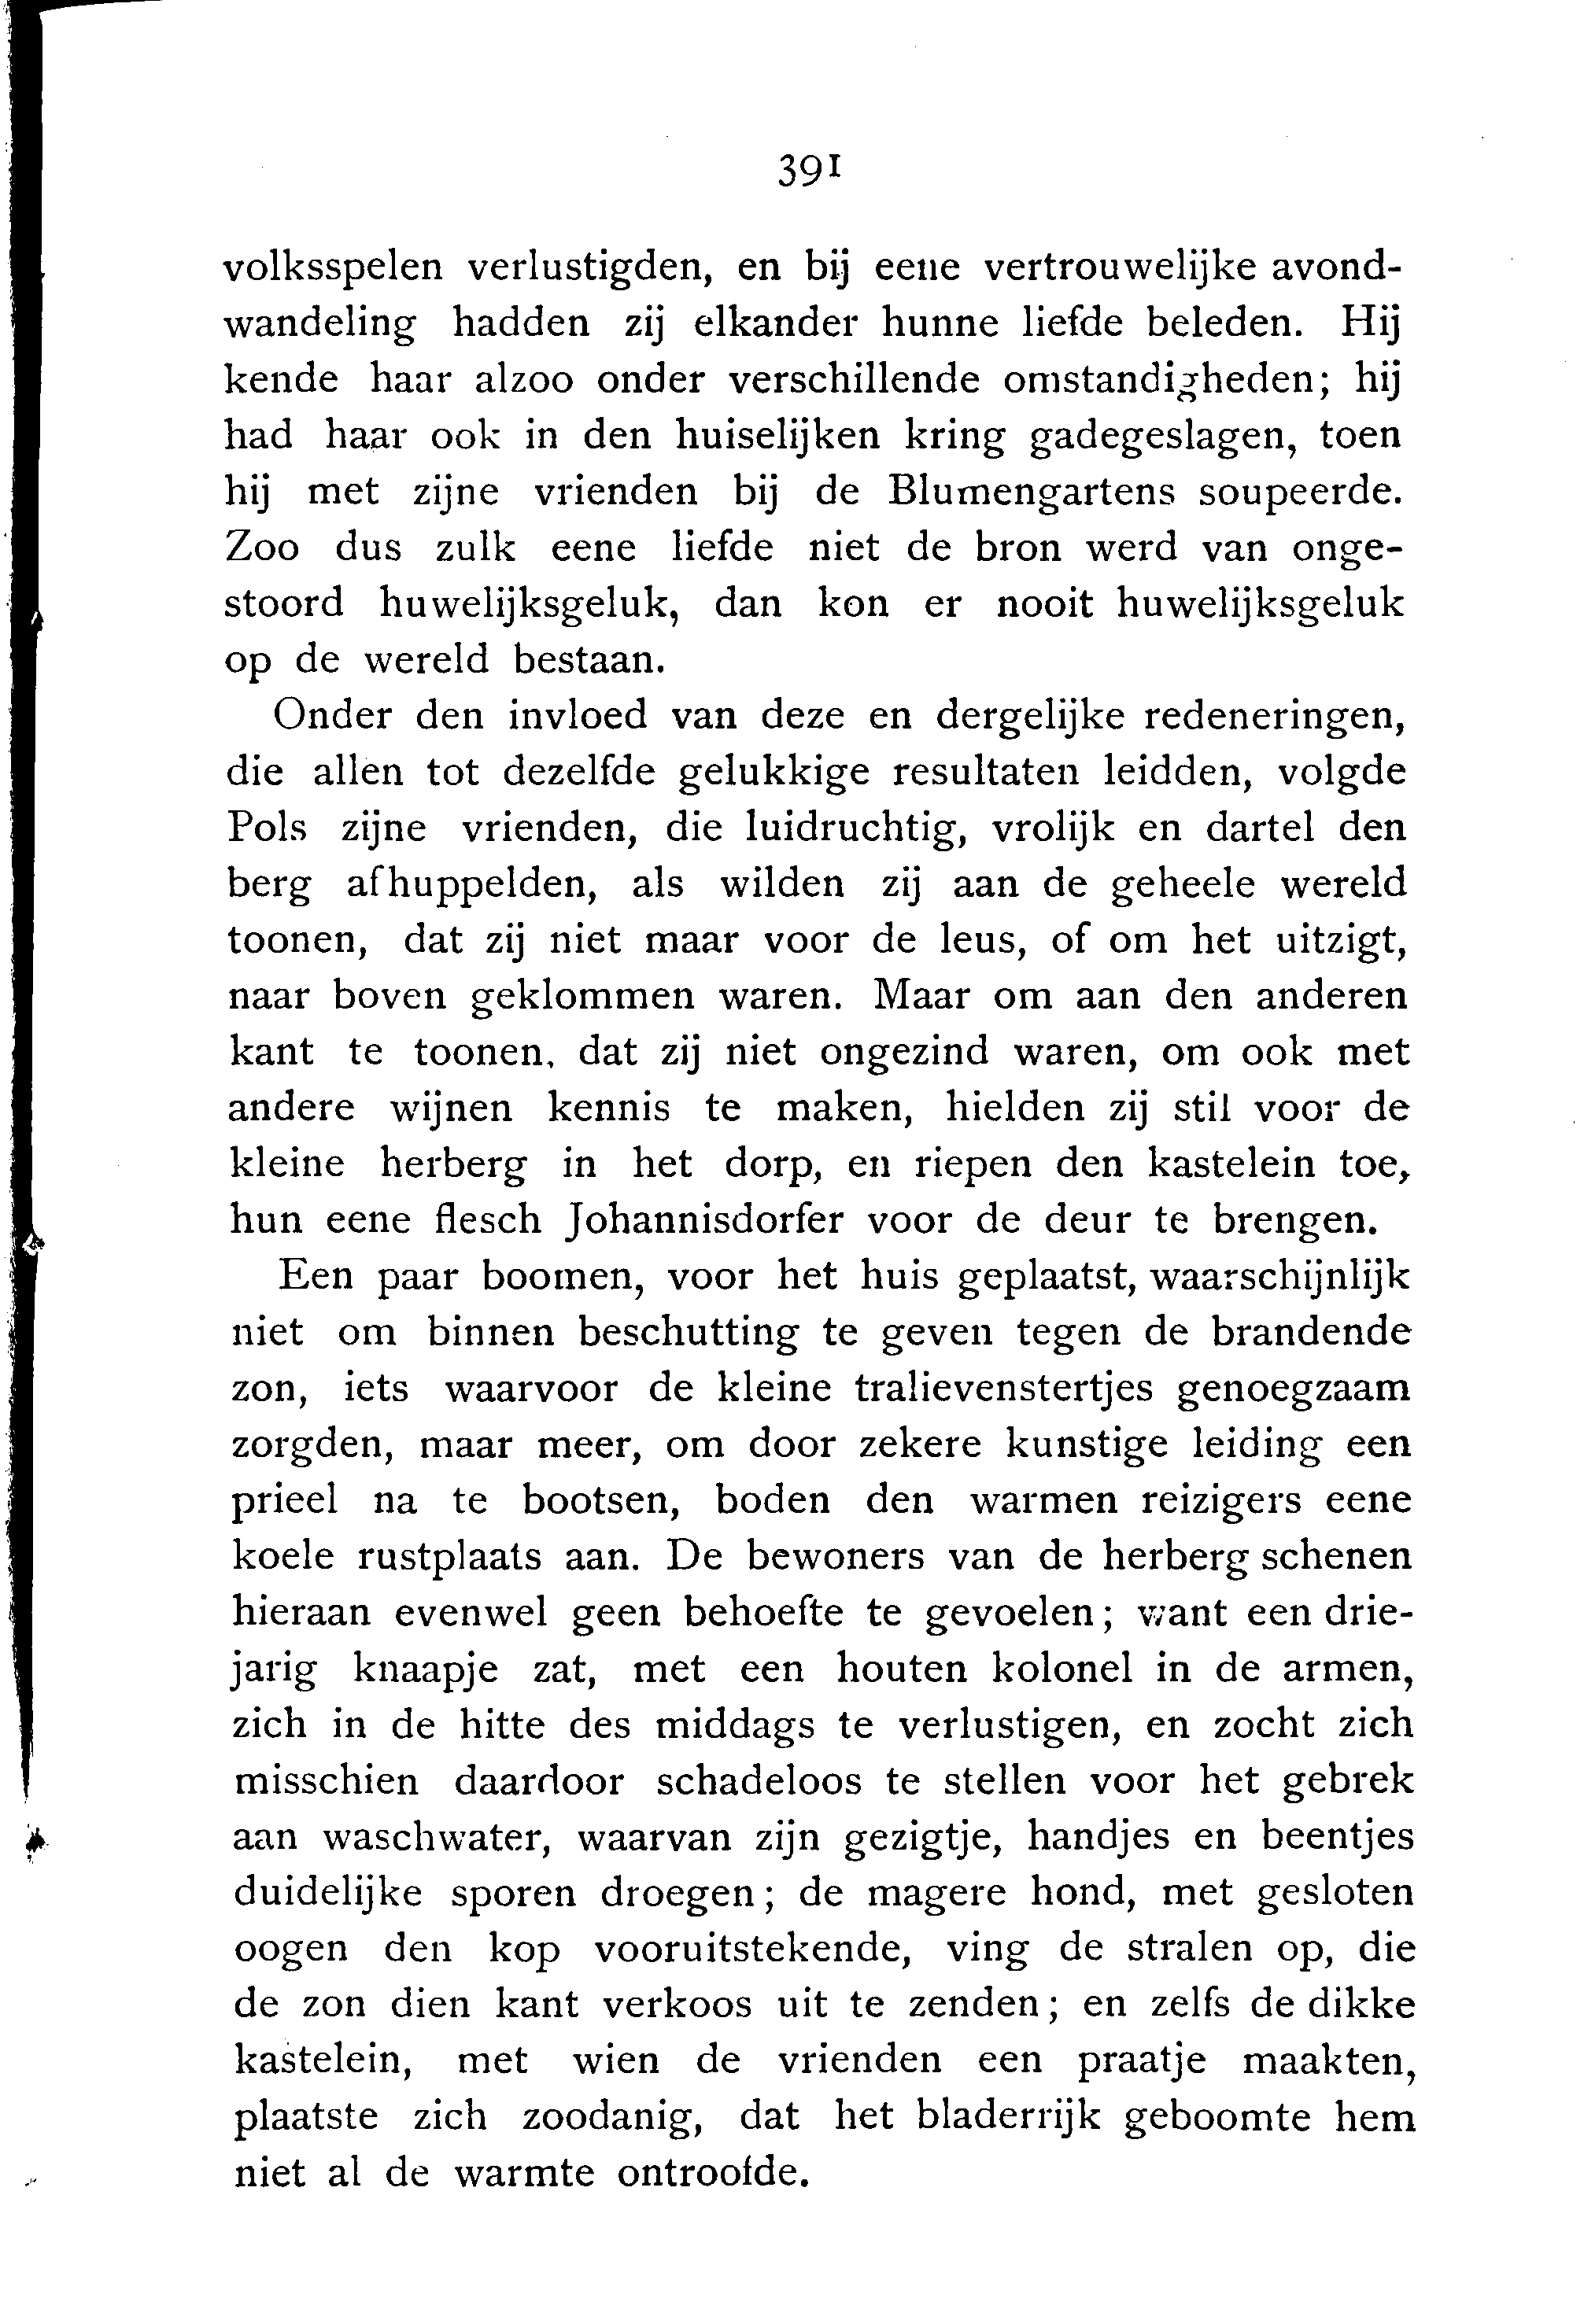 391
volksspelen verlustigden, en bij eene vertrouwelijke avond-
wandeling hadden zij elkander hunne liefde beleden. Hij
kende haar alzoo onder verschillende omstandigheden; hij
had haar ook in den huiselijken kring gadegeslagen, toen
hij met zijne vrienden bij de Blumengartens soupeerde.
Zoo dus zulk eene liefde niet de bron werd van onge-
stoord huwelijksgeluk, dan kon er nooit huwelijksgeluk
op de wereld bestaan.
Onder den invloed van deze en dergelijke redeneringen,
die allen tot dezelfde gelukkige resultaten leidden, volgde
Pols zijne vrienden, die luidruchtig, vrolijk en dartel den
berg afhuppelden, als wilden zij aan de geheele wereld
toonen, dat zij niet maar voor de leus, of om het uitzigt,
naar boven geklommen waren. Maar om aan den anderen
kant te toonen, dat zij niet ongezind waren, om ook met
andere wijnen kennis te maken, hielden zij stil voor de
kleine herberg in het dorp, en riepen den kastelein toe,
hun eene flesch Johannisdorfer voor de deur te brengen.
Een paar boomen, voor het huis geplaatst, waarschijnlijk
niet om binnen beschutting te geven tegen de brandende
zon, iets waarvoor de kleine tralievenstertjes genoegzaam
zorgden, maar meer, om door zekere kunstige leiding een
prieel na te bootsen, boden den warmen reizigers eene
koele rustplaats aan. De bewoners van de herberg schenen
hieraan evenwel geen behoefte te gevoelen; want een drie-
jarig knaapje zat, met een houten kolonel in de armen,
zich in de hitte des middags te verlustigen, en zocht zich
misschien daardoor schadeloos te stellen voor het gebrek
aan waschwater, waarvan zijn gezigtje, handjes en beentjes
duidelijke sporen droegen; de magere hond, met gesloten
oogen den kop vooruitstekende, ving de stralen op, die
de zon dien kant verkoos uit te zenden; en zelfs de dikke
kastelein, met wien de vrienden een praatje maakten,
plaatste zich zoodanig, dat het bladerrijk geboomte hem
niet al de warmte ontroofde.